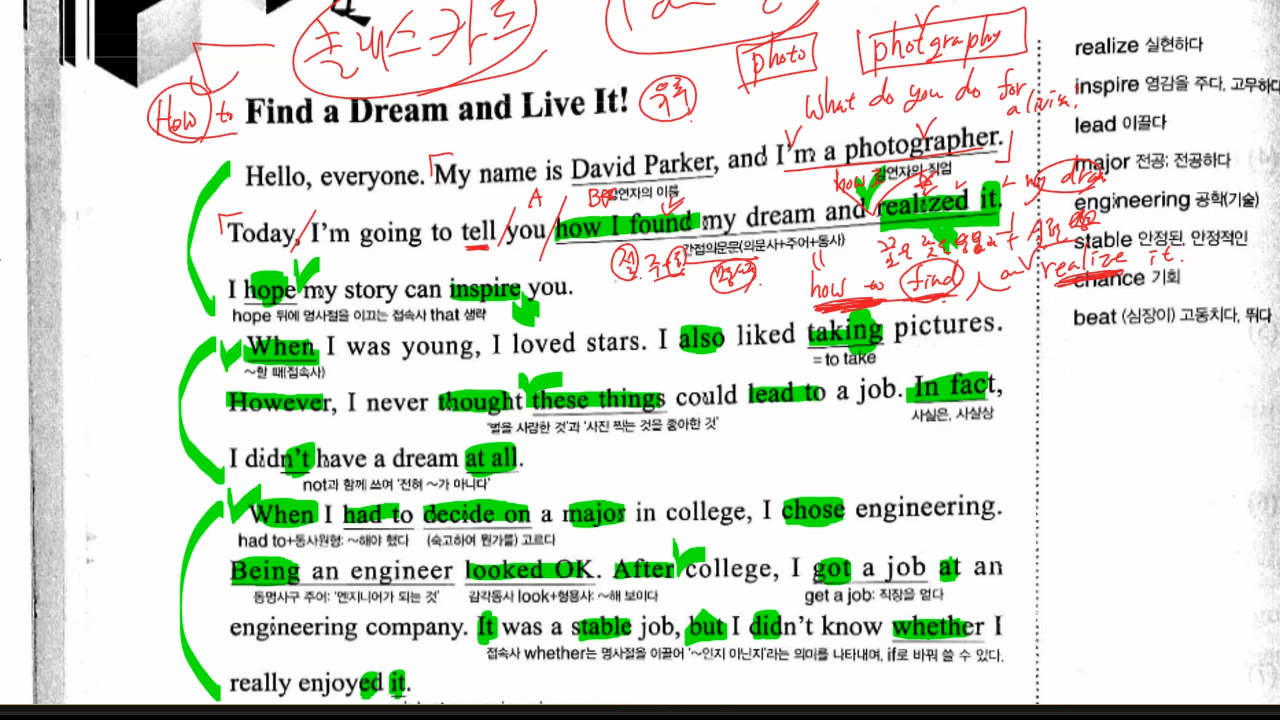 솔래스카프
photo
photography
How to Find a Dream and Live It!
What do you do for a living.
Hello, everyone. My name is David Parker, and I'm a photographer.
A
Today, I'm going to tell you how I found my dream and realized it.
간접의문문(의문사+주어+동사)
how to find
and realize it.
I hope my story can inspire you.
hope 뒤에 명사절을 이끄는 접속사 that 생략
When I was young, I loved stars. I also liked taking pictures.
~할 때(접속사)
= to take
However, I never thought these things could lead to a job. In fact,
'별을 사랑한 것'과 '사진 찍는 것을 좋아한 것'
사실은, 사실상
I didn't have a dream at all.
not과 함께 쓰여 '전혀 ~가 아니다'
When I had to decide on a major in college, I chose engineering.
had to+동사원형: ~해야 했다
(숙고하여 뭔가를) 고르다
Being an engineer looked OK. After college, I got a job at an
동명사구 주어: '엔지니어가 되는 것'
감각동사 look+형용사: ~해 보이다
get a job: 직장을 얻다
engineering company. It was a stable job, but I didn't know whether I
접속사 whether는 명사절을 이끌어 '~인지 아닌지'라는 의미를 나타내며, if로 바꿔 쓸 수 있다.
really enjoyed it.
realize 실현하다
inspire 영감을 주다, 고무하다
lead 이끌다
major 전공; 전공하다
engineering 공학(기술)
stable 안정된, 안정적인
chance 기회
beat (심장이) 고동치다, 뛰다